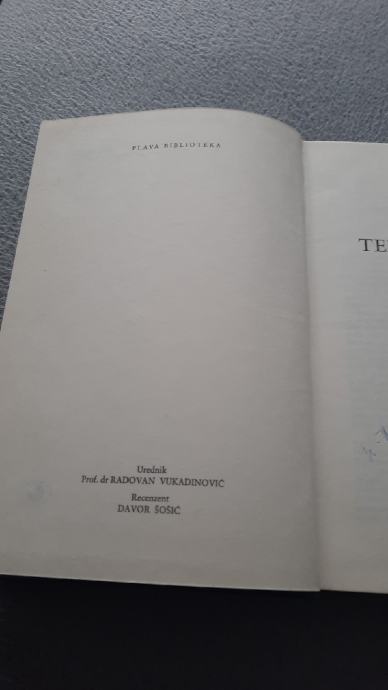 PLAVA BIBLIOTEKA
Urednik
Prof. dr RADOVAN VUKADINOVIĆ
Recenzent
DAVOR ŠOŠIĆ
TE